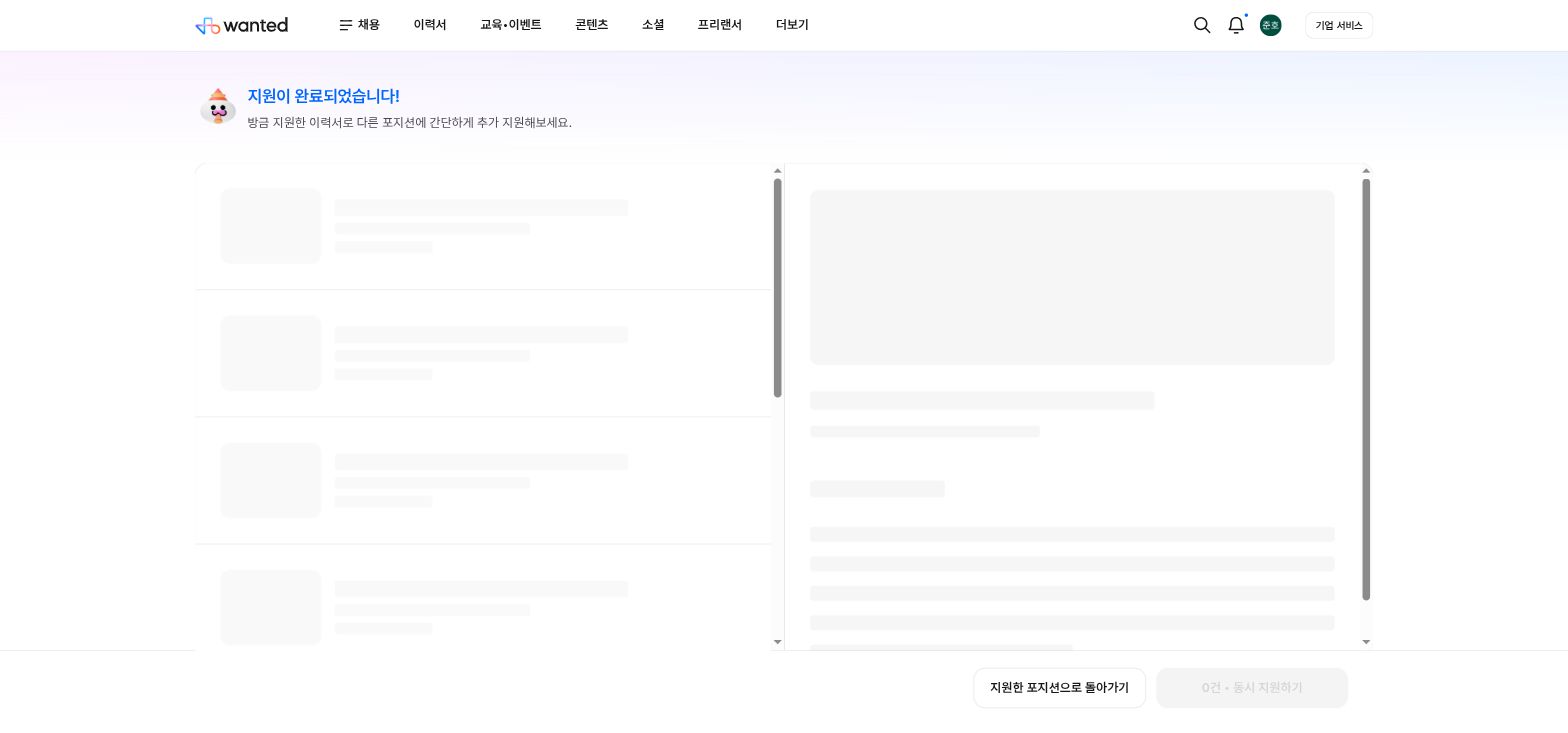 wanted
채용
이력서
교육•이벤트
콘텐츠
소셜
프리랜서
더보기
준호
기업 서비스
지원이 완료되었습니다!
방금 지원한 이력서로 다른 포지션에 간단하게 추가 지원해보세요.
지원한 포지션으로 돌아가기
0건 • 동시 지원하기